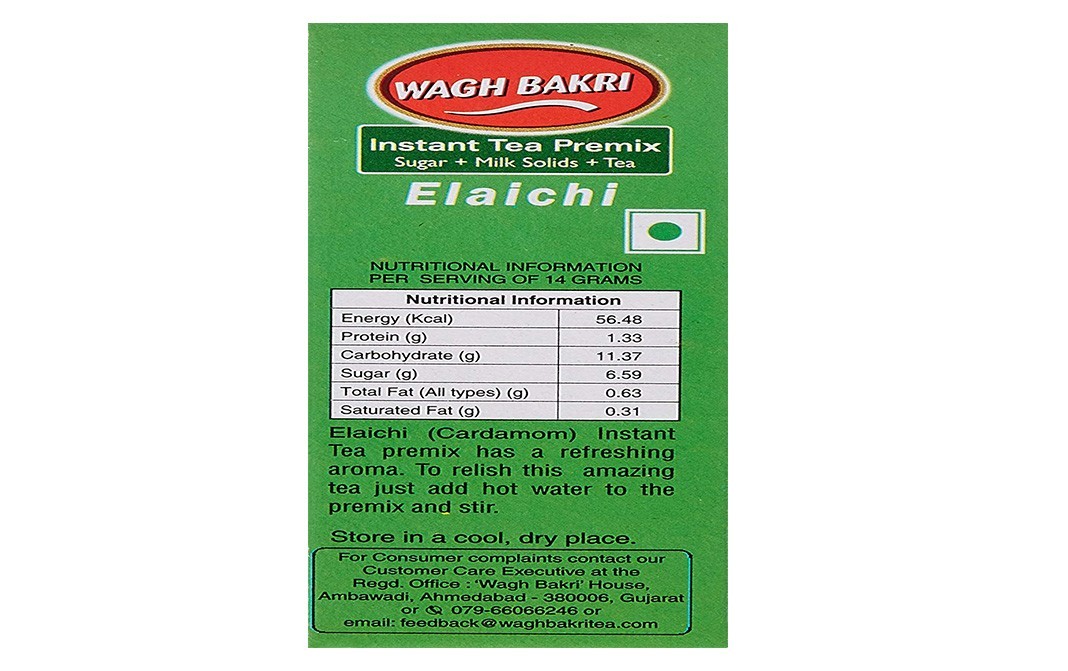 WAGH BAKRI
Instant Tea Premix
Sugar + Milk Solids + Tea
Elaichi
NUTRITIONAL INFORMATION
PER SERVING OF 14 GRAMS
Nutritional Information
Energy (Kcal) 56.48
Protein (g) 1.33
Carbohydrate (g) 11.37
Sugar (g) 6.59
Total Fat (All types) (g) 0.63
Saturated Fat (g) 0.31
Elaichi (Cardamom) Instant
Tea premix has a refreshing
aroma. To relish this amazing
tea just add hot water to the
premix and stir.
Store in a cool, dry place.
For Consumer complaints contact our
Customer Care Executive at the
Regd. Office : 'Wagh Bakri' House,
Ambawadi, Ahmedabad - 380006, Gujarat
or 079-66066246 or
email: feedback@waghbakritea.com